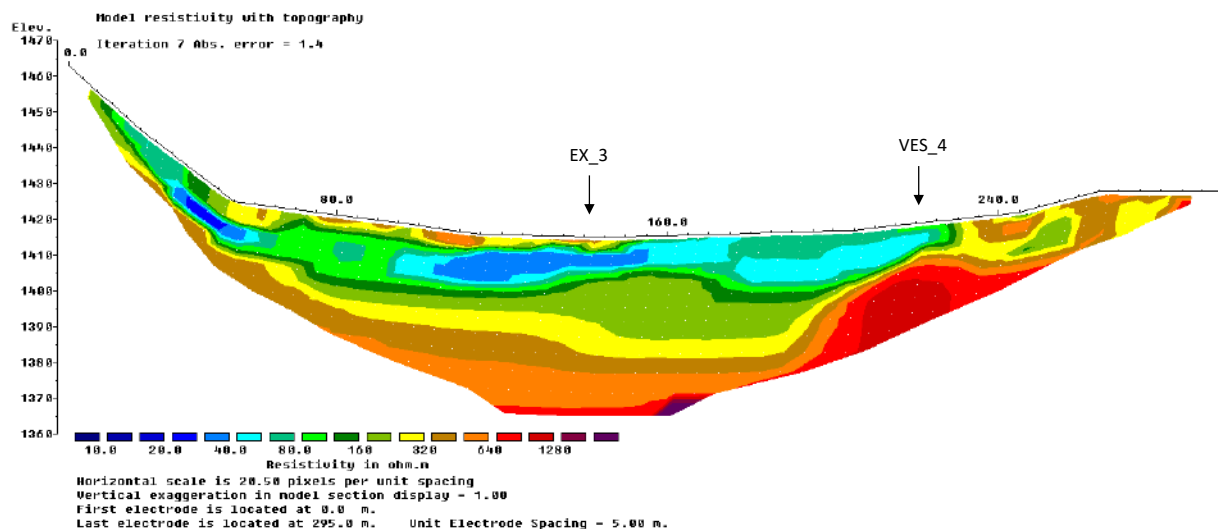 Model resistivity with topography
Elev.
Iteration 7 Abs. error = 1.4
1470
0.0
1460
1450
1440
1430
1420
1410
1400
1390
1380
1370
1360
80.0
EX_3
160.0
VES_4
240.0
10.0 20.0 40.0 80.0 160 320 640 1280
Resistivity in ohm.m
Horizontal scale is 20.50 pixels per unit spacing
Vertical exaggeration in model section display = 1.00
First electrode is located at 0.0 m.
Last electrode is located at 295.0 m. Unit Electrode Spacing = 5.00 m.